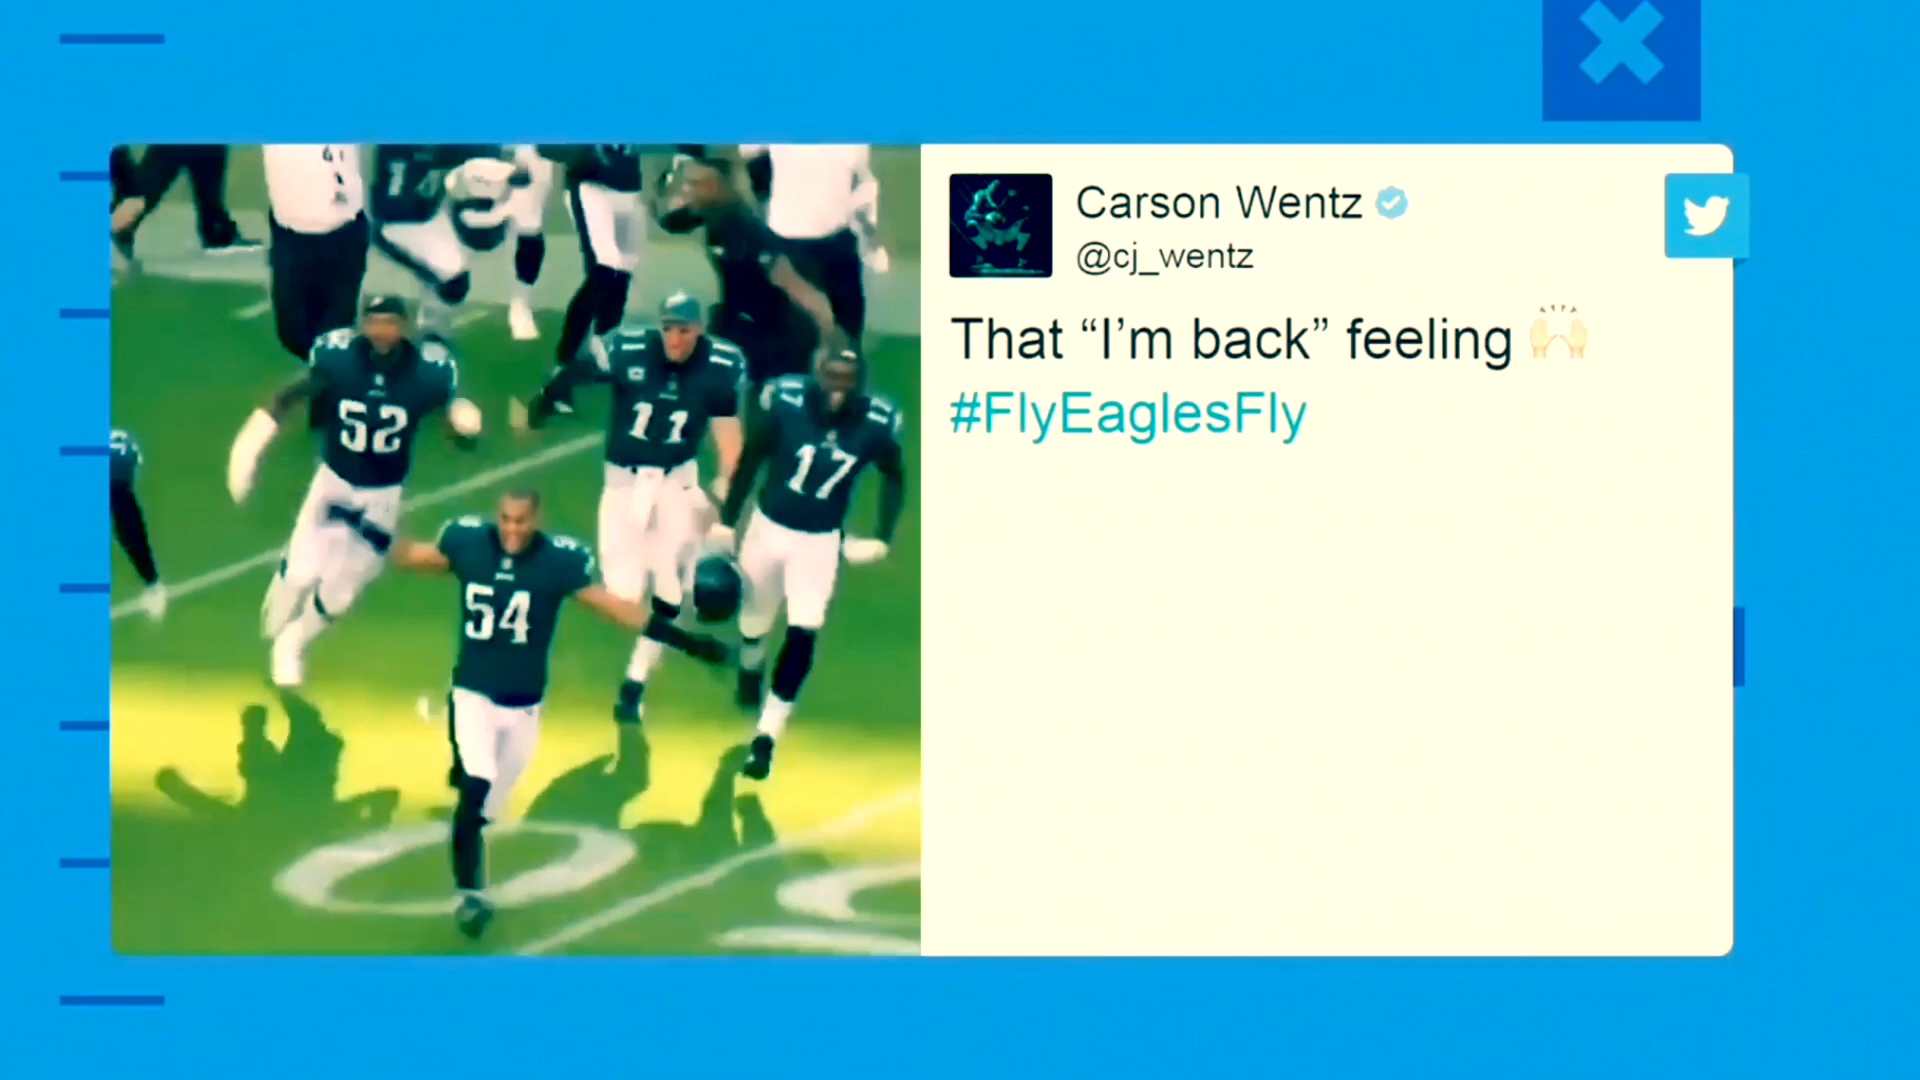 Carson Wentz
@cj_wentz
That “I’m back” feeling 🙌
#FlyEaglesFly
52
11
17
54